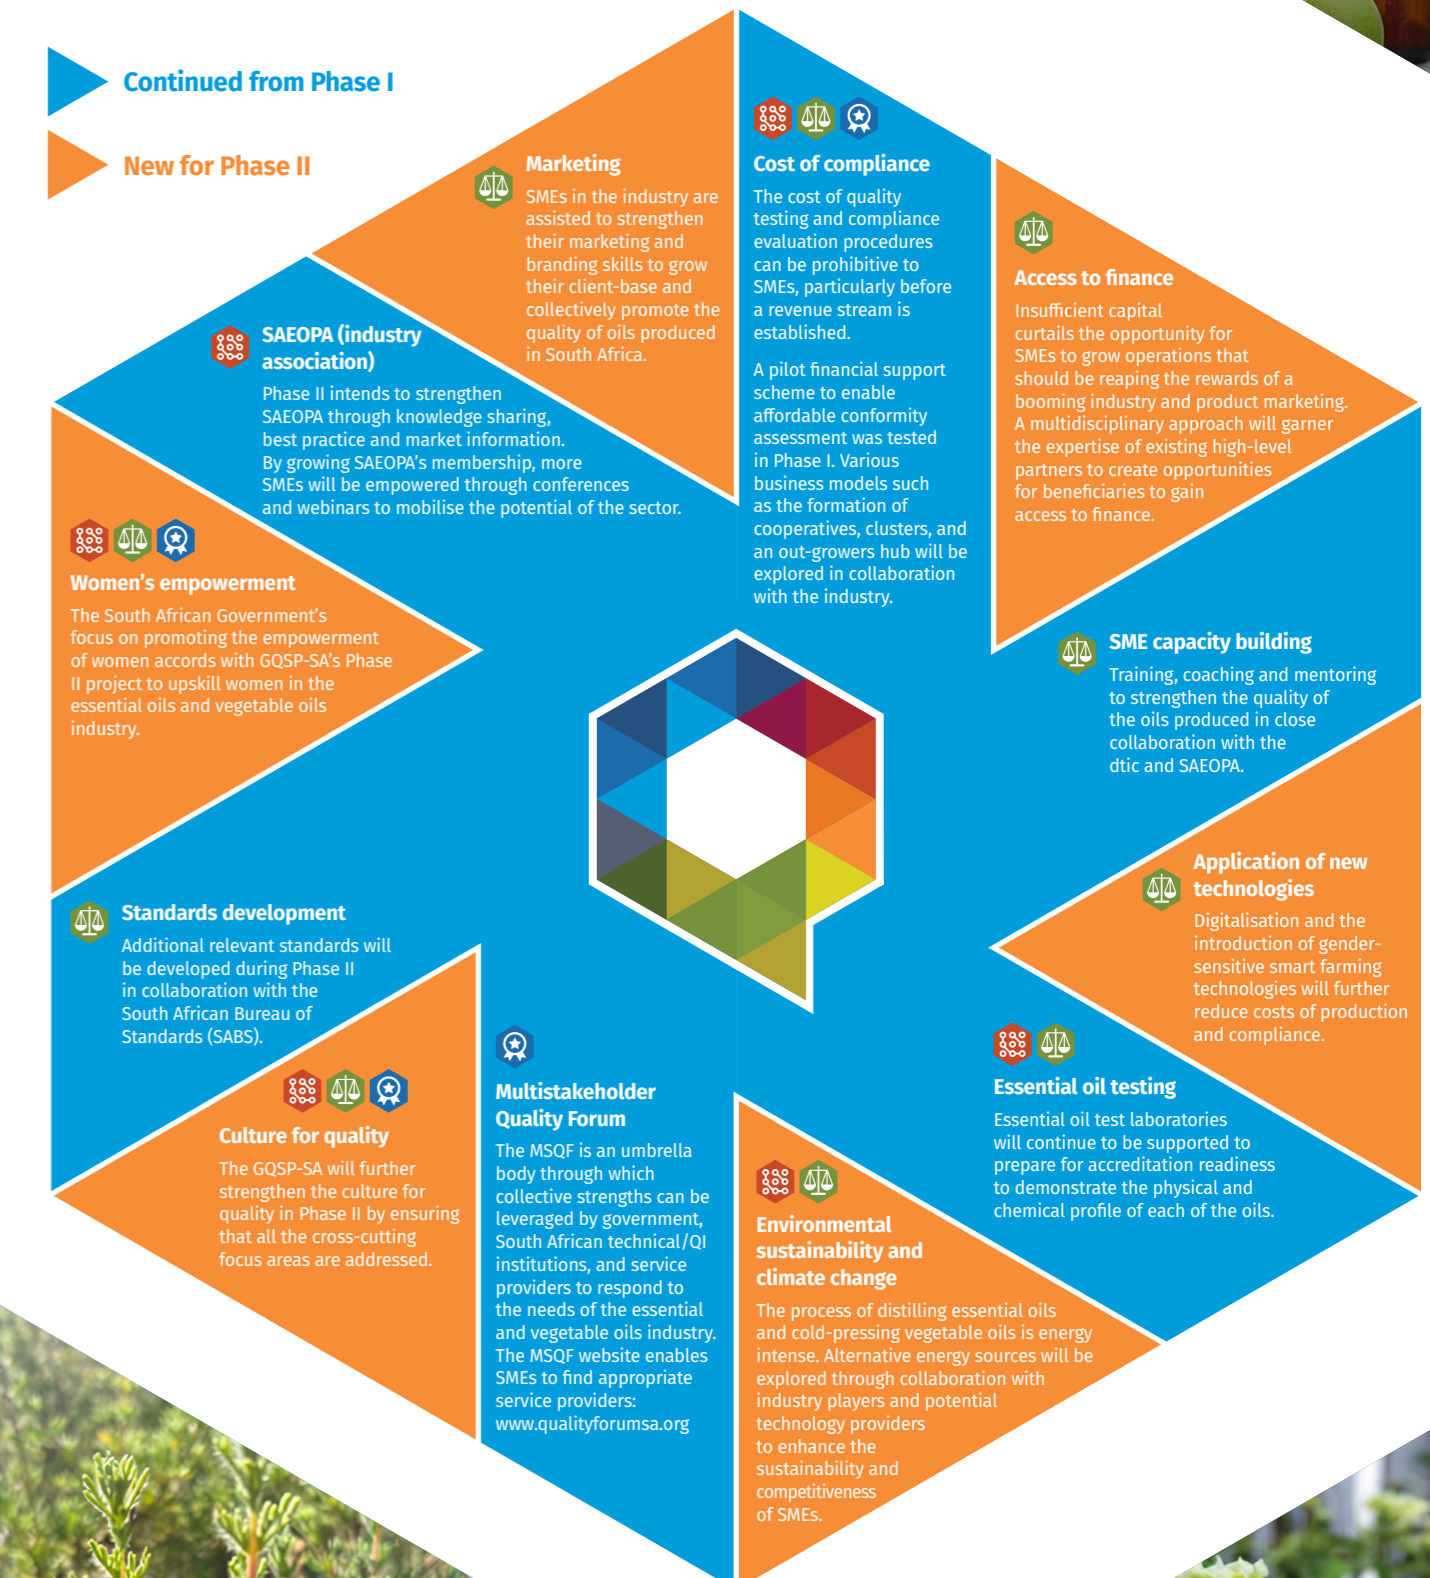 Continued from Phase I
New for Phase II
Marketing
SMEs in the industry are
assisted to strengthen
their marketing and
branding skills to grow
their client-base and
collectively promote the
quality of oils produced
in South Africa.
Cost of compliance
The cost of quality
testing and compliance
evaluation procedures
can be prohibitive to
SMEs, particularly before
a revenue stream is
established.
A pilot financial support
scheme to enable
affordable conformity
assessment was tested
in Phase I. Various
business models such
as the formation of
cooperatives, clusters, and
an out-growers hub will be
explored in collaboration
with the industry.
Access to finance
Insufficient capital
curtails the opportunity for
SMEs to grow operations that
should be reaping the rewards of a
booming industry and product marketing.
A multidisciplinary approach will garner
the expertise of existing high-level
partners to create opportunities
for beneficiaries to gain
access to finance.
SAEOPA (industry
association)
Phase II intends to strengthen
SAEOPA through knowledge sharing,
best practice and market information.
By growing SAEOPA's membership, more
SMEs will be empowered through conferences
and webinars to mobilise the potential of the sector.
Women's empowerment
The South African Government's
focus on promoting the empowerment
of women accords with GQSP-SA's Phase
II project to upskill women in the
essential oils and vegetable oils
industry.
SME capacity building
Training, coaching and mentoring
to strengthen the quality of
the oils produced in close
collaboration with the
dtic and SAEOPA.
Application of new
technologies
Digitalisation and the
introduction of gender-
sensitive smart farming
technologies will further
reduce costs of production
and compliance.
Standards development
Additional relevant standards will
be developed during Phase II
in collaboration with the
South African Bureau of
Standards (SABS).
Essential oil testing
Essential oil test laboratories
will continue to be supported to
prepare for accreditation readiness
to demonstrate the physical and
chemical profile of each of the oils.
Culture for quality
The GQSP-SA will further
strengthen the culture for
quality in Phase II by ensuring
that all the cross-cutting
focus areas are addressed.
Multistakeholder
Quality Forum
The MSQF is an umbrella
body through which
collective strengths can be
leveraged by government,
South African technical/QI
institutions, and service
providers to respond to
the needs of the essential
and vegetable oils industry.
The MSQF website enables
SMEs to find appropriate
service providers:
www.qualityforumsa.org
Environmental
sustainability and
climate change
The process of distilling essential oils
and cold-pressing vegetable oils is energy
intense. Alternative energy sources will be
explored through collaboration with
industry players and potential
technology providers
to enhance the
sustainability and
competitiveness
of SMEs.